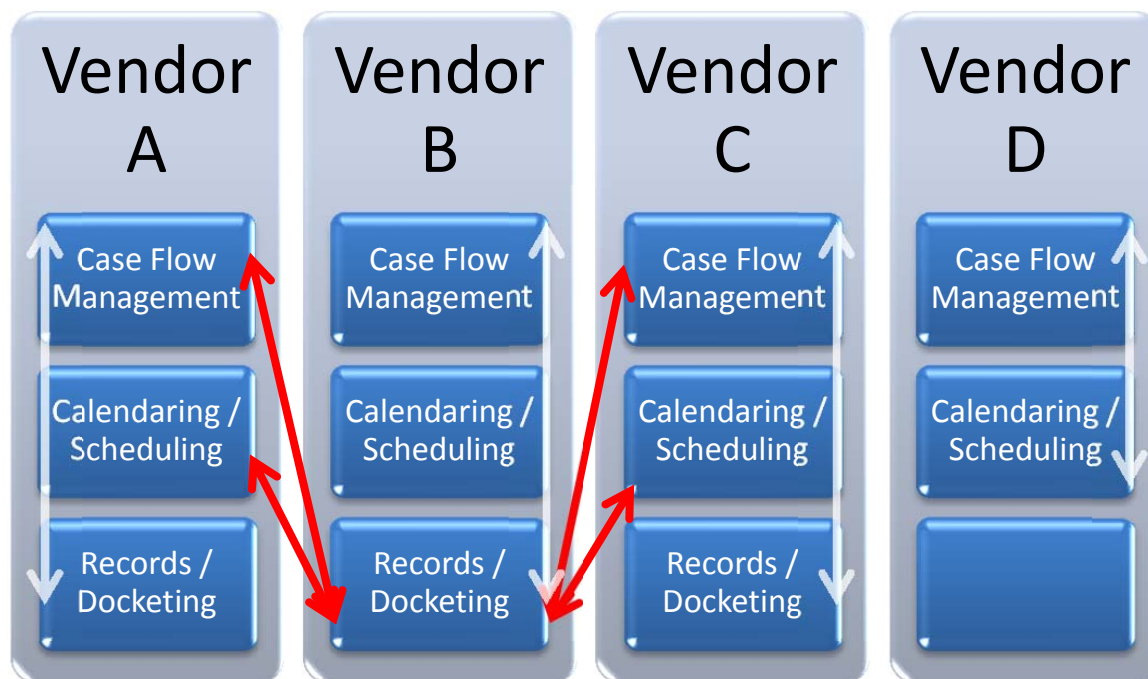 Vendor
A
Case Flow
Management
Calendaring /
Scheduling
Records /
Docketing
Vendor
B
Case Flow
Management
Calendaring /
Scheduling
Records /
Docketing
Vendor
C
Case Flow
Management
Calendaring /
Scheduling
Records /
Docketing
Vendor
D
Case Flow
Management
Calendaring /
Scheduling